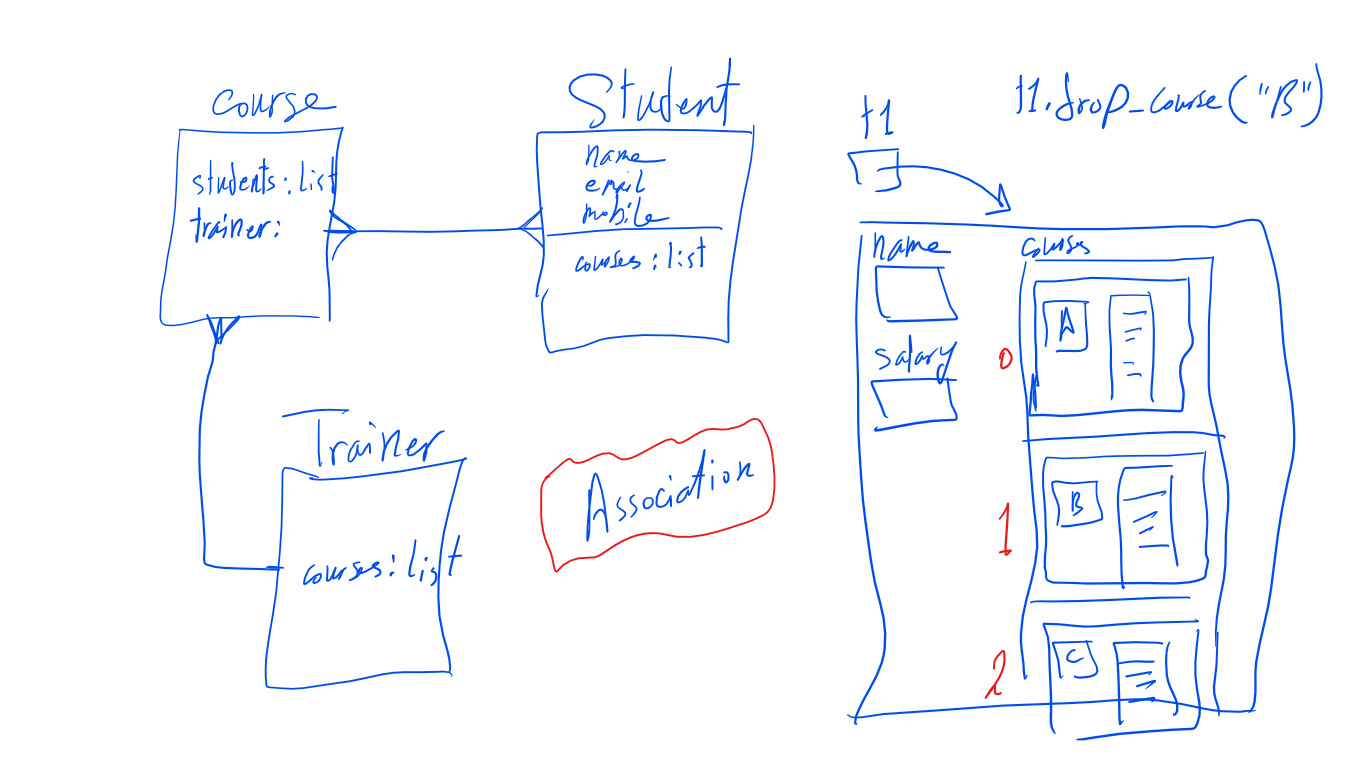 Course
students: list
trainer:
Student
name
email
mobile
courses: list
Trainer
courses: list
Association
t1
t1.drop_course("B")
name
salary
courses
0
A
1
B
2
C